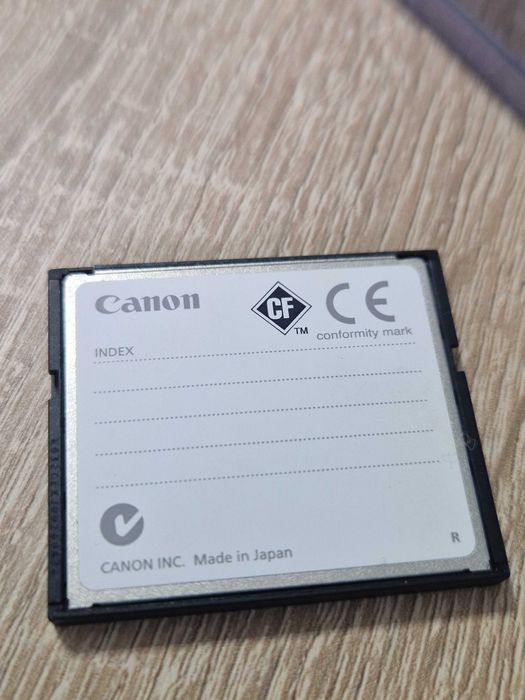 Canon
CF
TM
CE
conformity mark
INDEX
CANON INC. Made in Japan
R